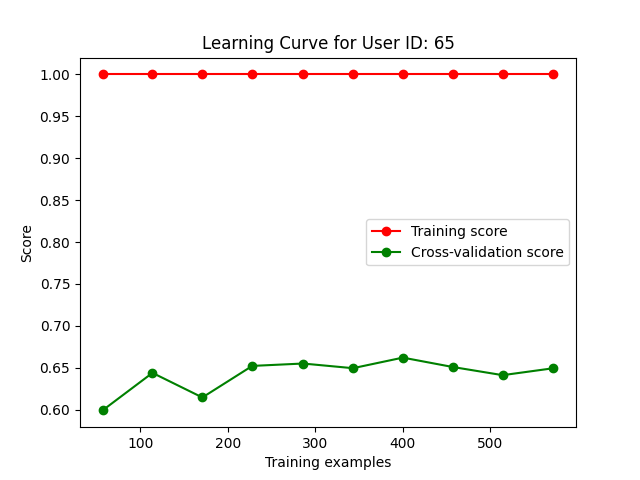 Learning Curve for User ID: 65
1.00
0.95
0.90
0.85
0.80
0.75
0.70
0.65
0.60
Score
Training score
Cross-validation score
100
200
300
400
500
Training examples